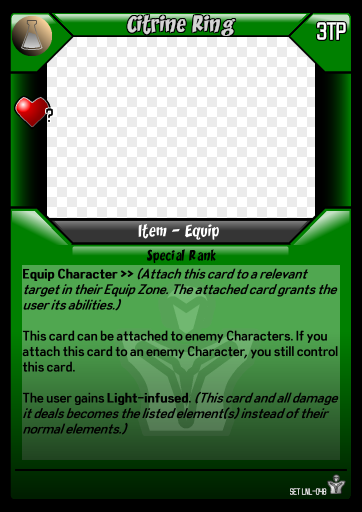 Citrine Ring
3TP
?
Item - Equip
Special Rank
Equip Character >> (Attach this card to a relevant
target in their Equip Zone. The attached card grants the
user its abilities.)
This card can be attached to enemy Characters. If you
attach this card to an enemy Character, you still control
this card.
The user gains Light-infused. (This card and all damage
it deals becomes the listed element(s) instead of their
normal elements.)
SET LNL-048